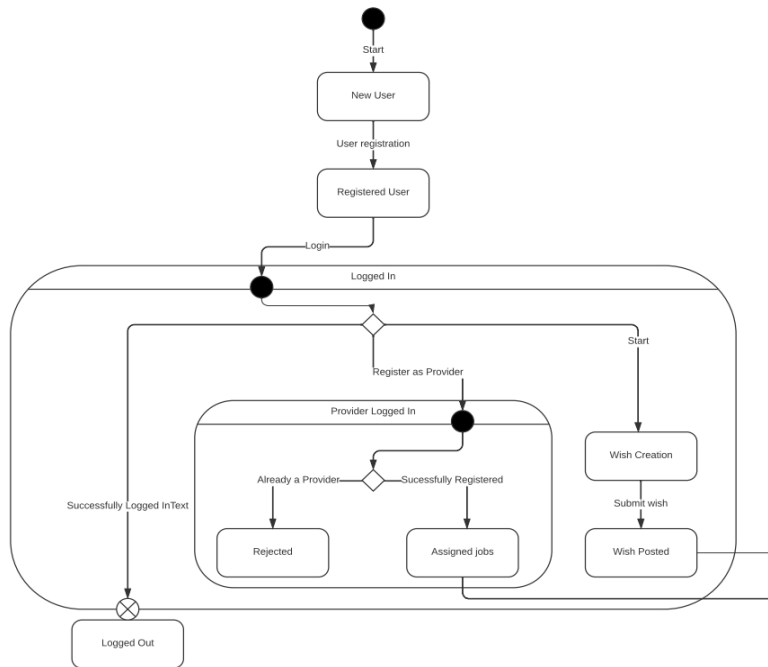 Start
New User
User registration
Registered User
Login
Logged In
Start
Register as Provider
Provider Logged In
Wish Creation
Already a Provider
Sucessfully Registered
Successfully Logged InText
Submit wish
Rejected
Assigned jobs
Wish Posted
Logged Out